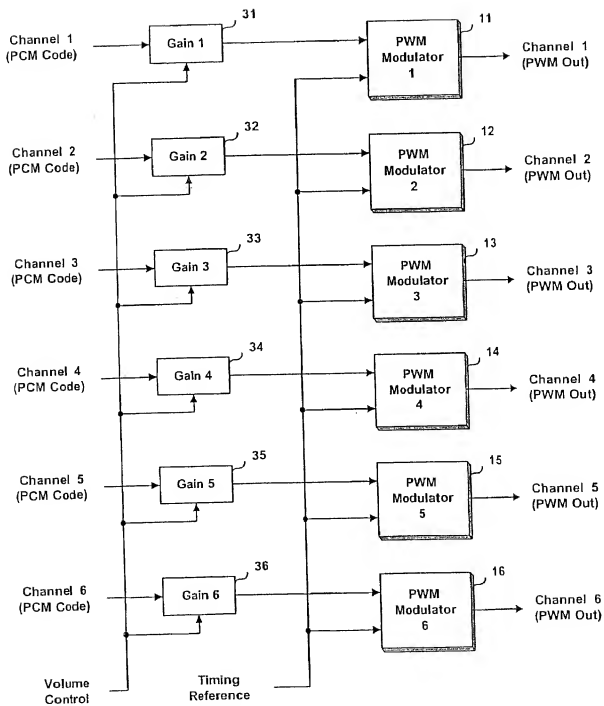 31
11
Channel 1
(PCM Code)
Gain 1
PWM
Modulator
1
Channel 1
(PWM Out)
32
12
Channel 2
(PCM Code)
Gain 2
PWM
Modulator
2
Channel 2
(PWM Out)
33
13
Channel 3
(PCM Code)
Gain 3
PWM
Modulator
3
Channel 3
(PWM Out)
34
14
Channel 4
(PCM Code)
Gain 4
PWM
Modulator
4
Channel 4
(PWM Out)
35
15
Channel 5
(PCM Code)
Gain 5
PWM
Modulator
5
Channel 5
(PWM Out)
36
16
Channel 6
(PCM Code)
Gain 6
PWM
Modulator
6
Channel 6
(PWM Out)
Volume
Control
Timing
Reference